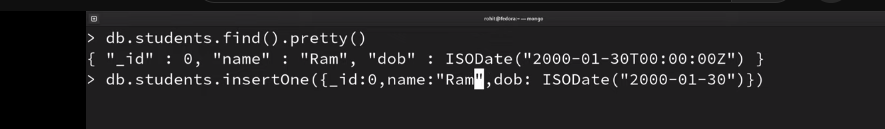 rohit@fedora:~ — mongo
> db.students.find().pretty()
{ "_id" : 0, "name" : "Ram", "dob" : ISODate("2000-01-30T00:00:00Z") }
> db.students.insertOne({_id:0,name:"Ram",dob: ISODate("2000-01-30")})